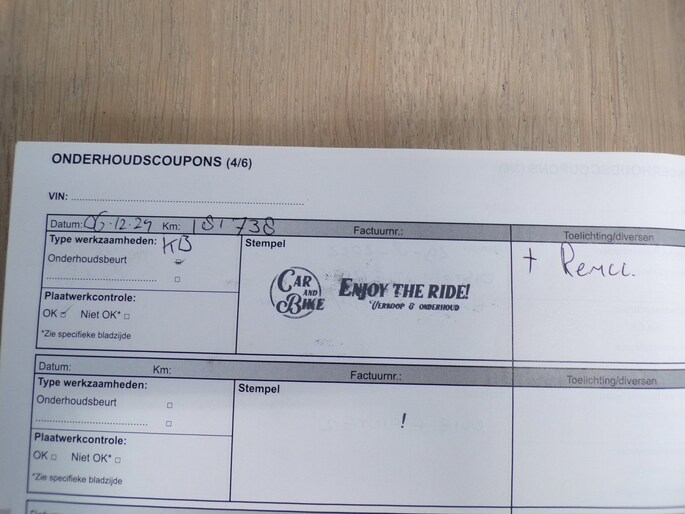 ONDERHOUDSCOUPONS (4/6)
VIN:
Datum: 06-12-24 Km: 181738 Factuurnr.: Toelichting/diversen
Type werkzaamheden: KB Stempel
Onderhoudsbeurt
Plaatwerkcontrole:
OK Niet OK*
*Zie specifieke bladzijde
CAR AND BIKE
ENJOY THE RIDE!
VERKOOP & ONDERHOUD
+ Remcc.
Datum: Km: Factuurnr.: Toelichting/diversen
Type werkzaamheden: Stempel
Onderhoudsbeurt
Plaatwerkcontrole:
OK Niet OK*
*Zie specifieke bladzijde
!